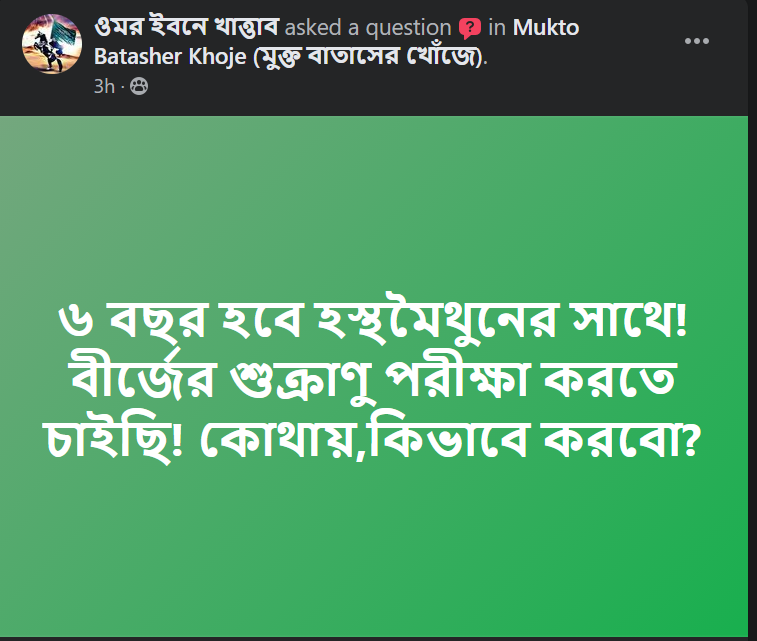 ওমর ইবনে খাত্তাব asked a question ? in Mukto
Batasher Khoje (মুক্ত বাতাসের খোঁজে).
3h ·
৬ বছর হবে হস্থমৈথুনের সাথে!
বীর্জের শুক্রাণু পরীক্ষা করতে
চাইছি! কোথায়,কিভাবে করবো?